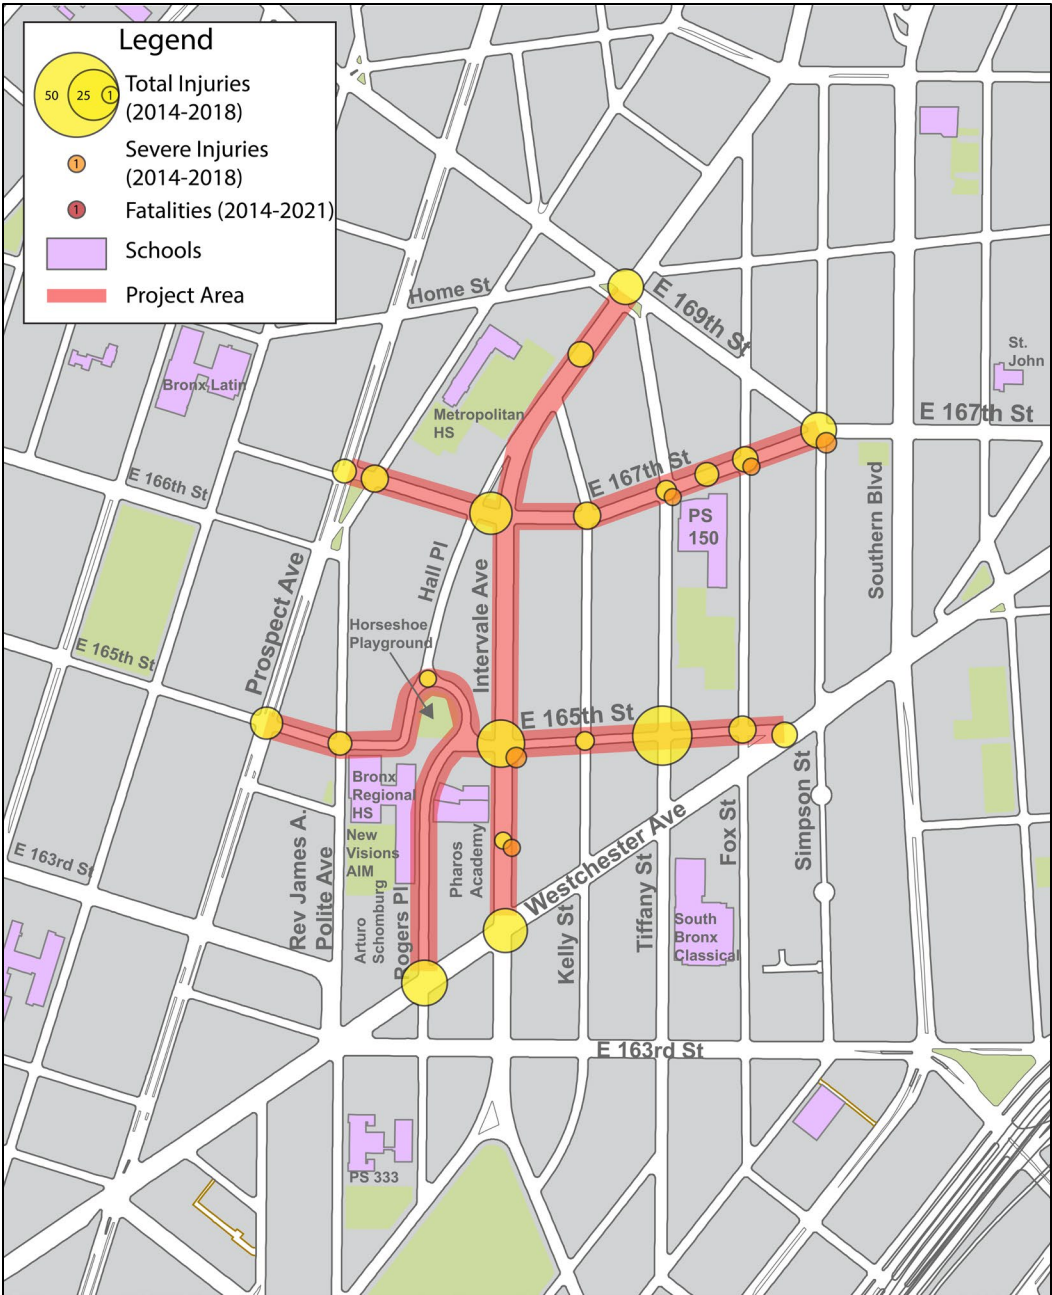 Legend
50 25 1
Total Injuries
(2014-2018)
1
Severe Injuries
(2014-2018)
1
Fatalities (2014-2021)
Schools
Project Area
Home St
E 169th St
St.
John
Bronx Latin
Metropolitan
HS
E 167th St
E 167th St
E 166th St
PS
150
Southern Blvd
Hall Pl
Intervale Ave
Prospect Ave
Horseshoe
Playground
E 165th St
E 165th St
Bronx
Regional
HS
New
Visions
AIM
Pharos
Academy
Westchester Ave
Fox St
Simpson St
E 163rd St
Rev James A.
Polite Ave
Arturo
Schomburg
Rogers Pl
Kelly St
Tiffany St
South
Bronx
Classical
E 163rd St
PS 333